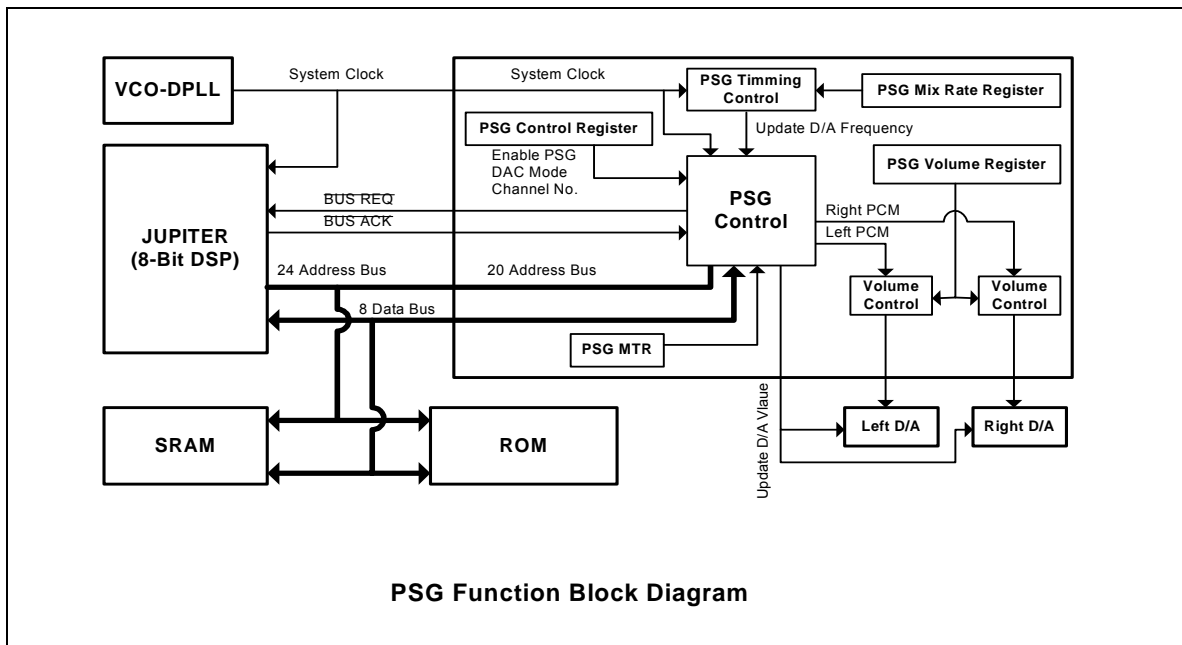 VCO-DPLL
System Clock
System Clock
PSG Timming
Control
PSG Mix Rate Register
PSG Control Register
Update D/A Frequency
Enable PSG
DAC Mode
Channel No.
PSG Volume Register
PSG
Control
BUS REQ
BUS ACK
Right PCM
Left PCM
JUPITER
(8-Bit DSP)
24 Address Bus
20 Address Bus
Volume
Control
Volume
Control
8 Data Bus
PSG MTR
Update D/A Vlaue
SRAM
ROM
Left D/A
Right D/A
PSG Function Block Diagram